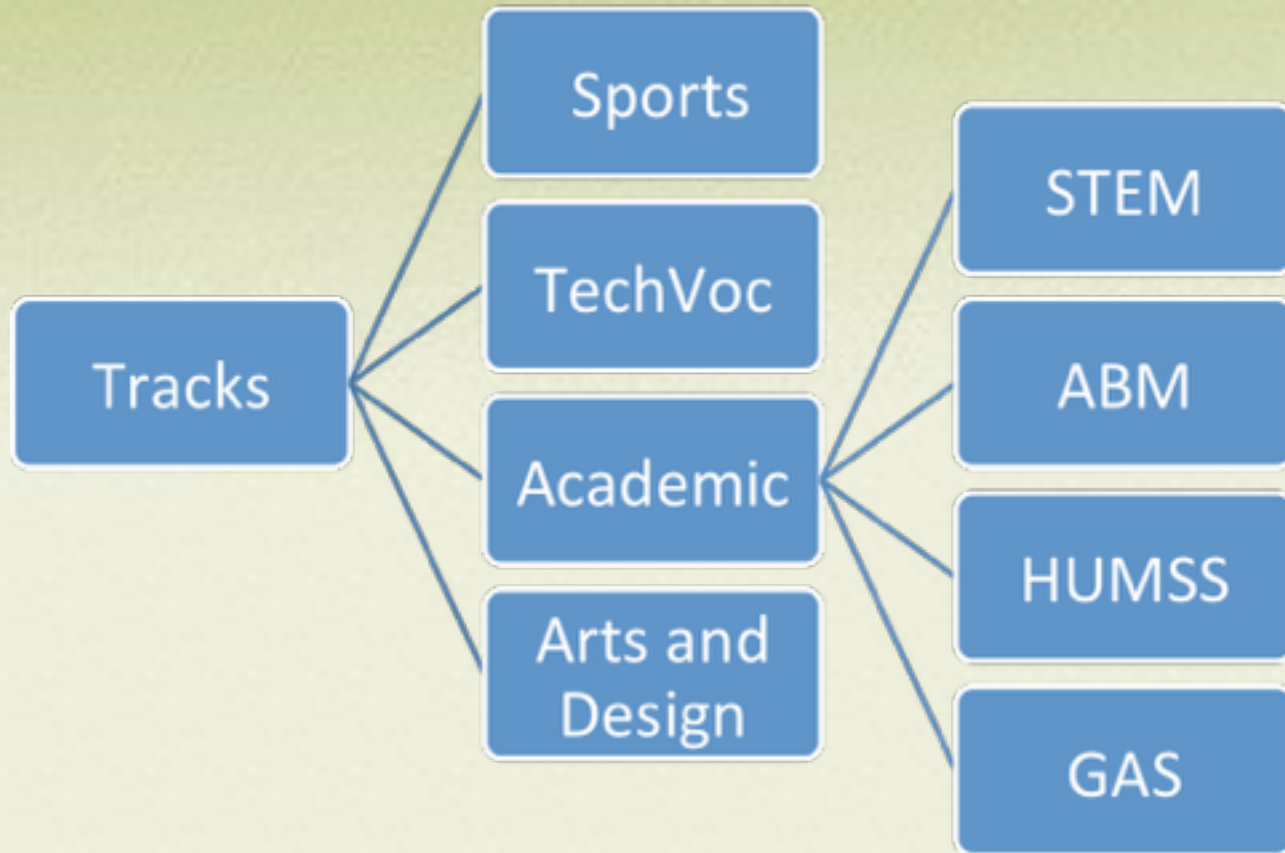 Tracks
Sports
TechVoc
Academic
Arts and
Design
STEM
ABM
HUMSS
GAS